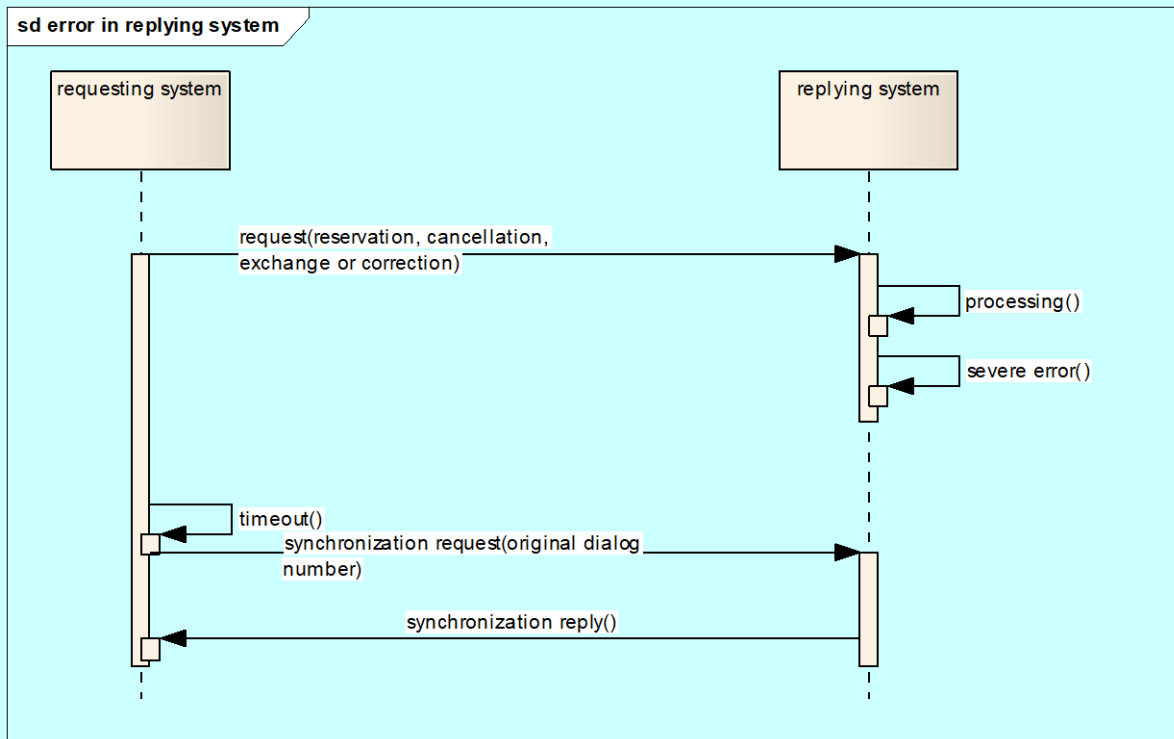 sd error in replying system
requesting system
replying system
request(reservation, cancellation,
exchange or correction)
processing()
severe error()
timeout()
synchronization request(original dialog
number)
synchronization reply()